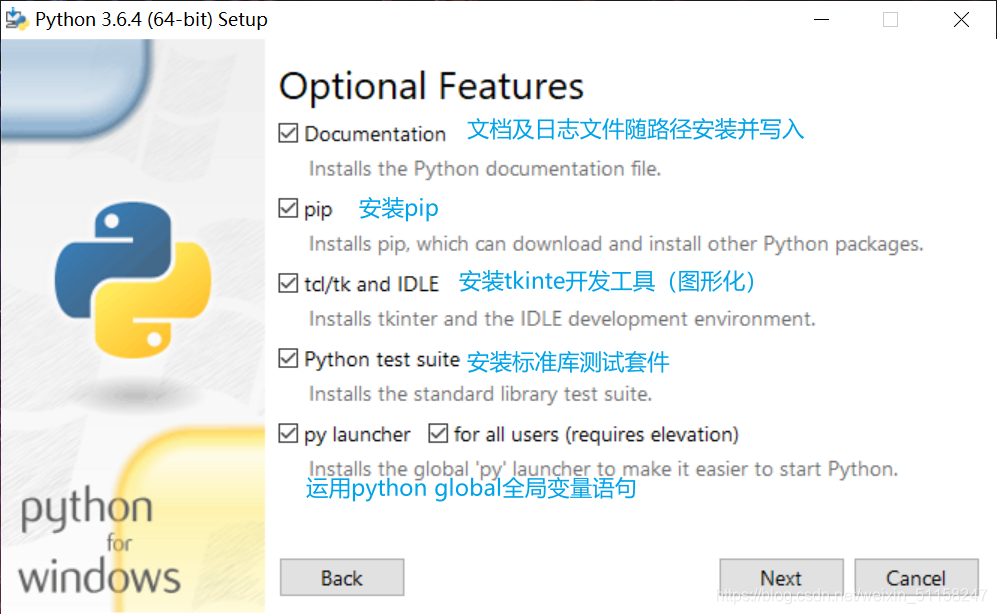 Python 3.6.4 (64-bit) Setup
Optional Features
Documentation 文档及日志文件随路径安装并写入
Installs the Python documentation file.
pip 安装pip
Installs pip, which can download and install other Python packages.
tcl/tk and IDLE 安装tkinte开发工具（图形化）
Installs tkinter and the IDLE development environment.
Python test suite 安装标准库测试套件
Installs the standard library test suite.
py launcher for all users (requires elevation)
Installs the global 'py' launcher to make it easier to start Python.
运用python global全局变量语句
python
for
windows
Back Next Cancel
https://blog.csdn.net/weixin_51158247